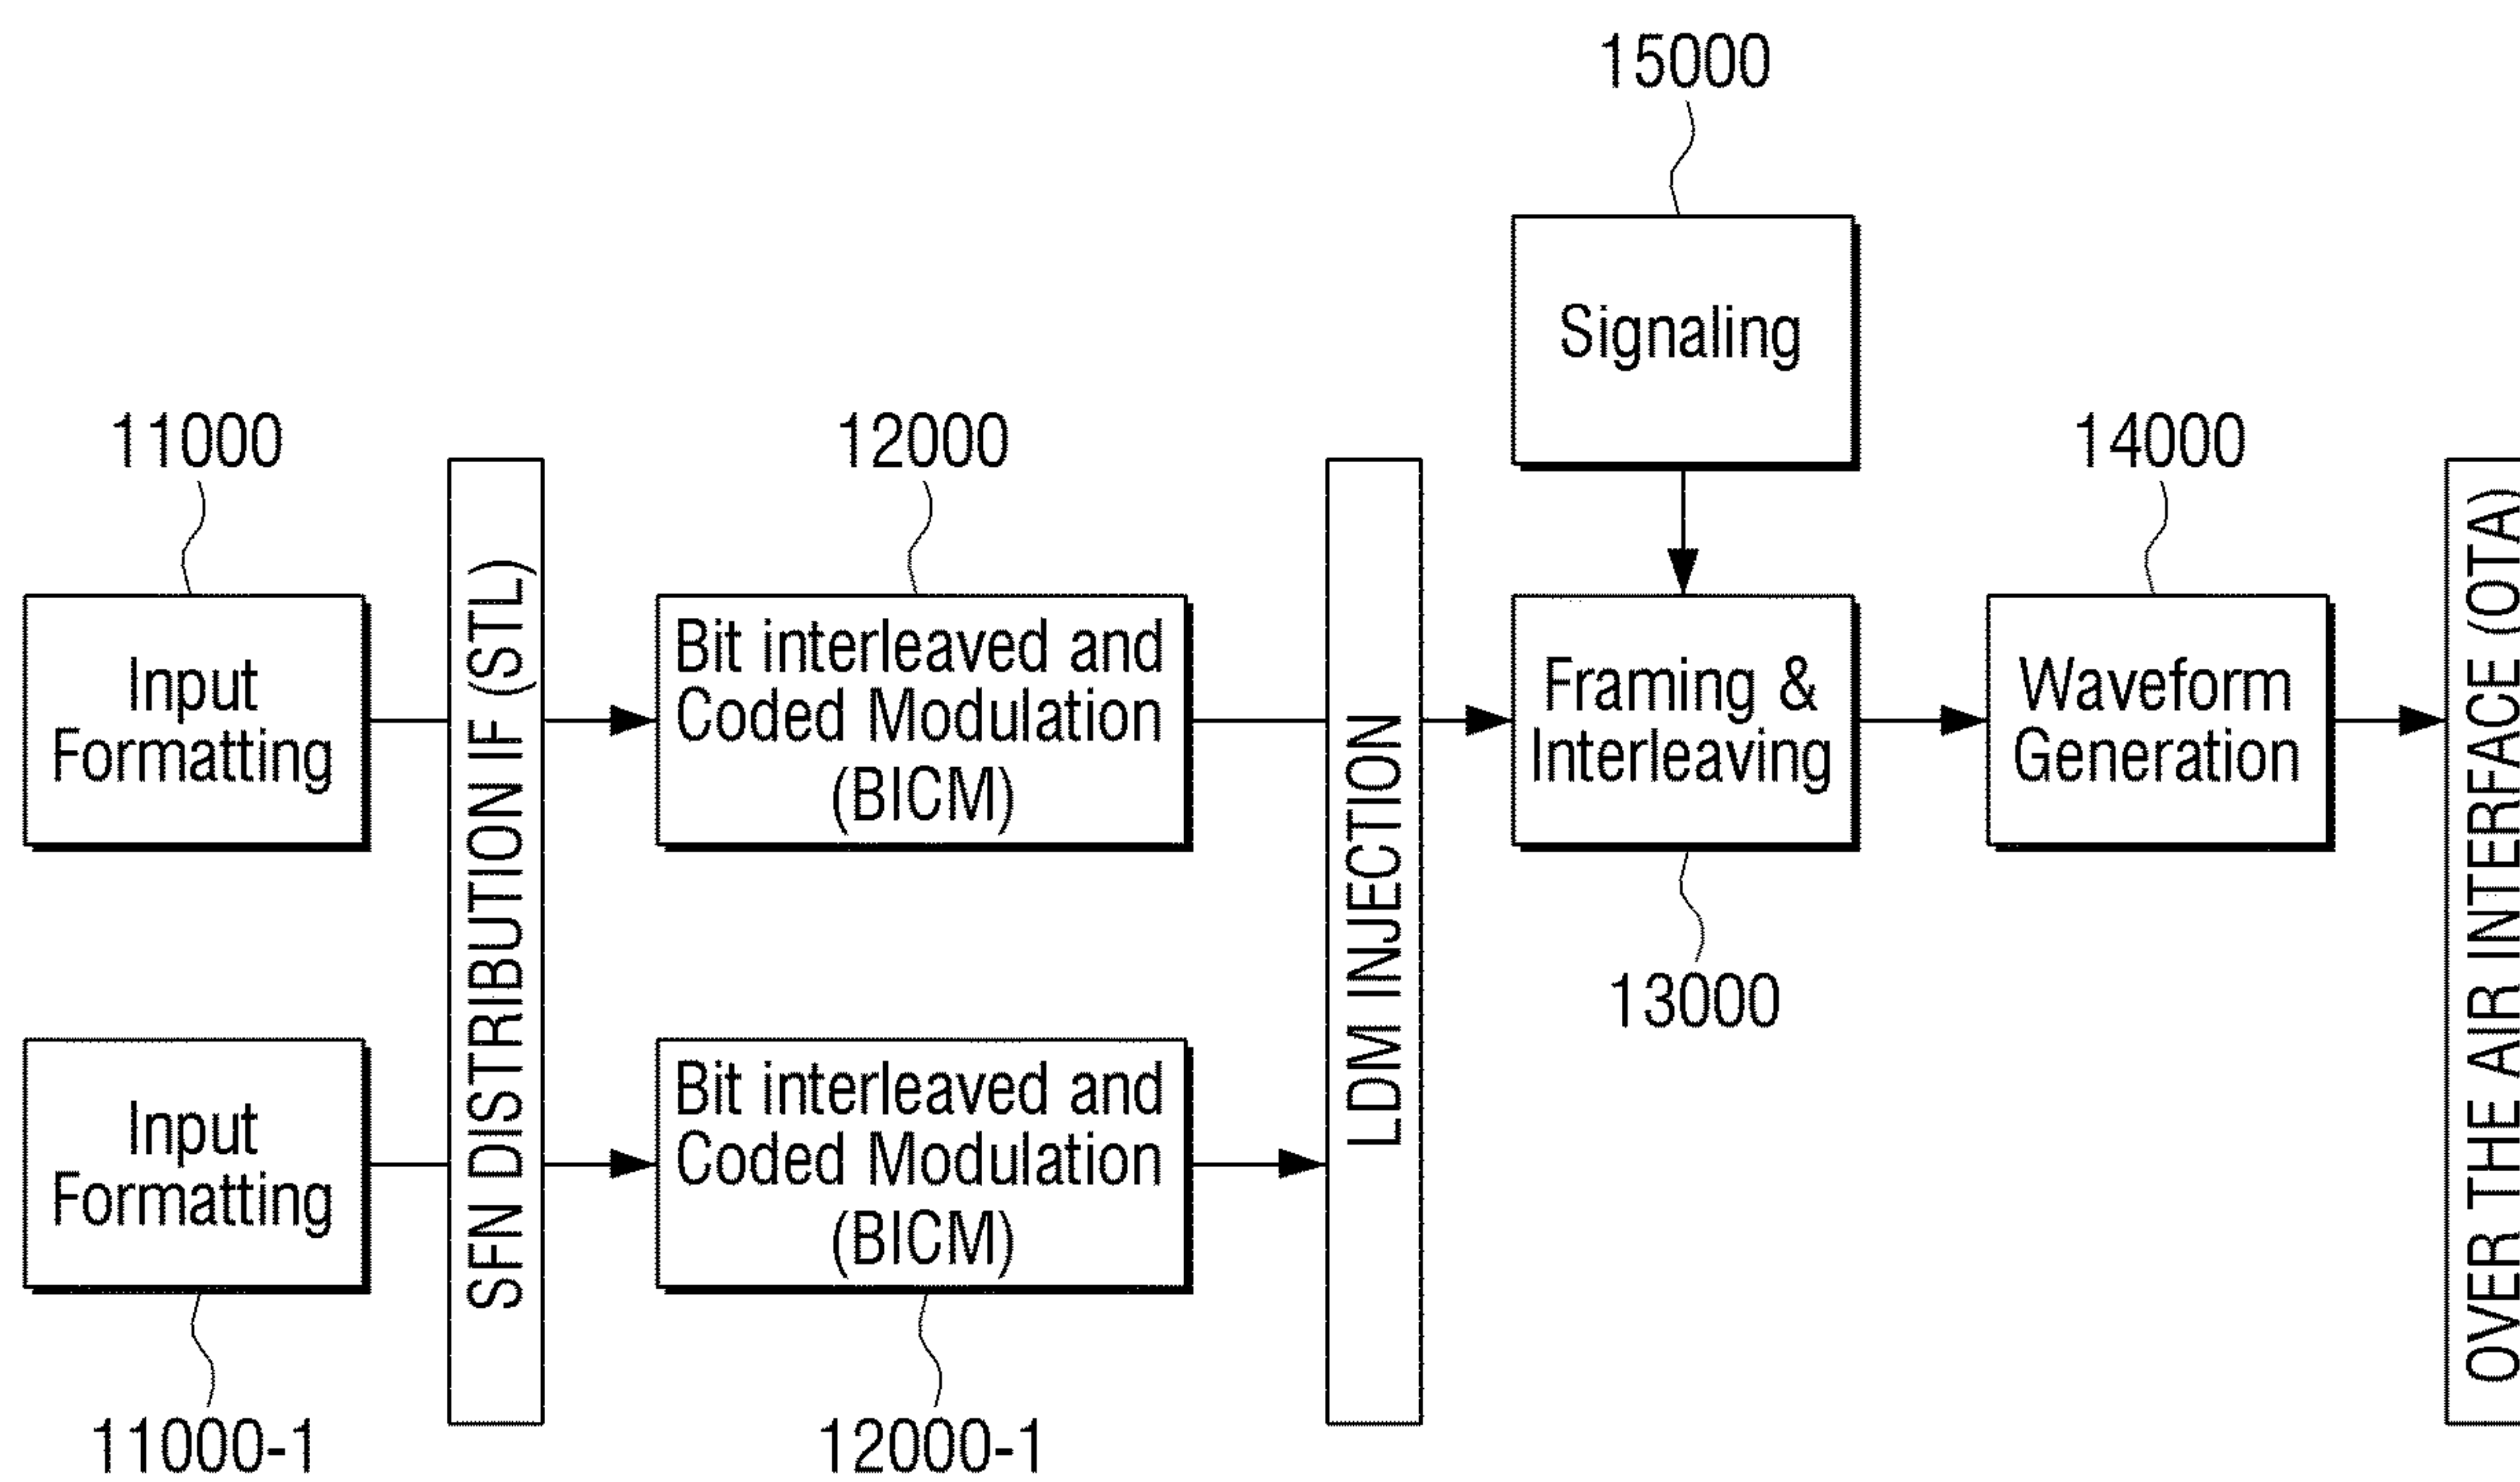 15000
Signaling
11000
12000
14000
Input
Formatting
SFN DISTRIBUTION IF (STL)
Bit interleaved and
Coded Modulation
(BICM)
LDM INJECTION
Framing &
Interleaving
Waveform
Generation
OVER THE AIR INTERFACE (OTA)
13000
Input
Formatting
Bit interleaved and
Coded Modulation
(BICM)
11000-1
12000-1